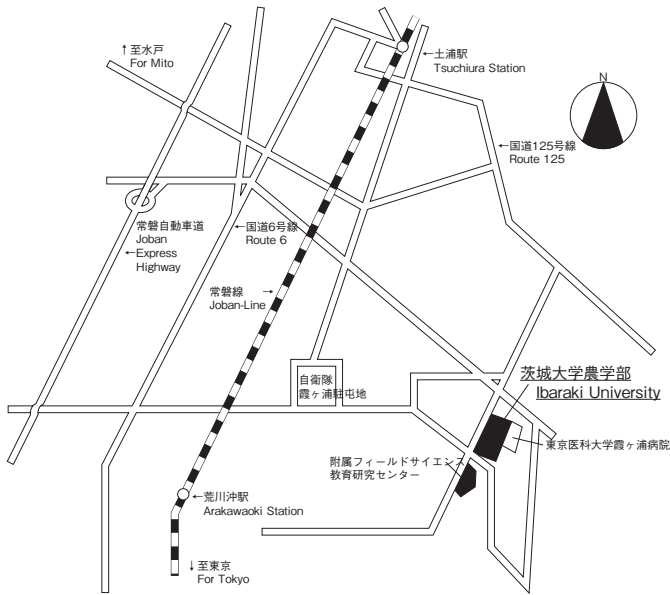 ↑至水戸
For Mito
←土浦駅
Tsuchiura Station
N
←国道125号線
Route 125
常磐自動車道
Joban
←Express
Highway
←国道6号線
Route 6
常磐線 →
Joban-Line
自衛隊
霞ヶ浦駐屯地
茨城大学農学部
Ibaraki University
東京医科大学霞ヶ浦病院
附属フィールドサイエンス
教育研究センター
←荒川沖駅
Arakawaoki Station
↓至東京
For Tokyo